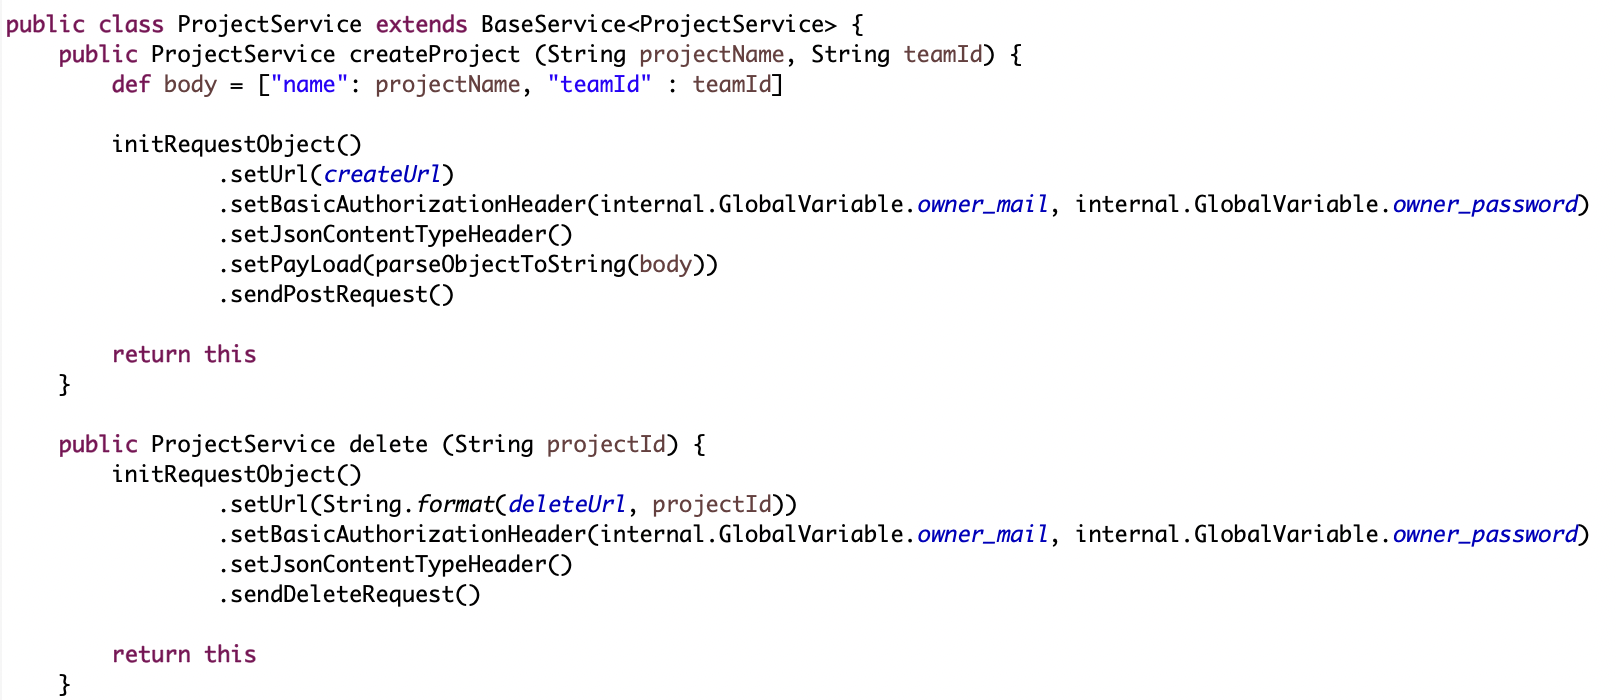 public class ProjectService extends BaseService<ProjectService> {
    public ProjectService createProject (String projectName, String teamId) {
        def body = ["name": projectName, "teamId" : teamId]

        initRequestObject()
                .setUrl(createUrl)
                .setBasicAuthorizationHeader(internal.GlobalVariable.owner_mail, internal.GlobalVariable.owner_password)
                .setJsonContentTypeHeader()
                .setPayLoad(parseObjectToString(body))
                .sendPostRequest()

        return this
    }

    public ProjectService delete (String projectId) {
        initRequestObject()
                .setUrl(String.format(deleteUrl, projectId))
                .setBasicAuthorizationHeader(internal.GlobalVariable.owner_mail, internal.GlobalVariable.owner_password)
                .setJsonContentTypeHeader()
                .sendDeleteRequest()

        return this
    }